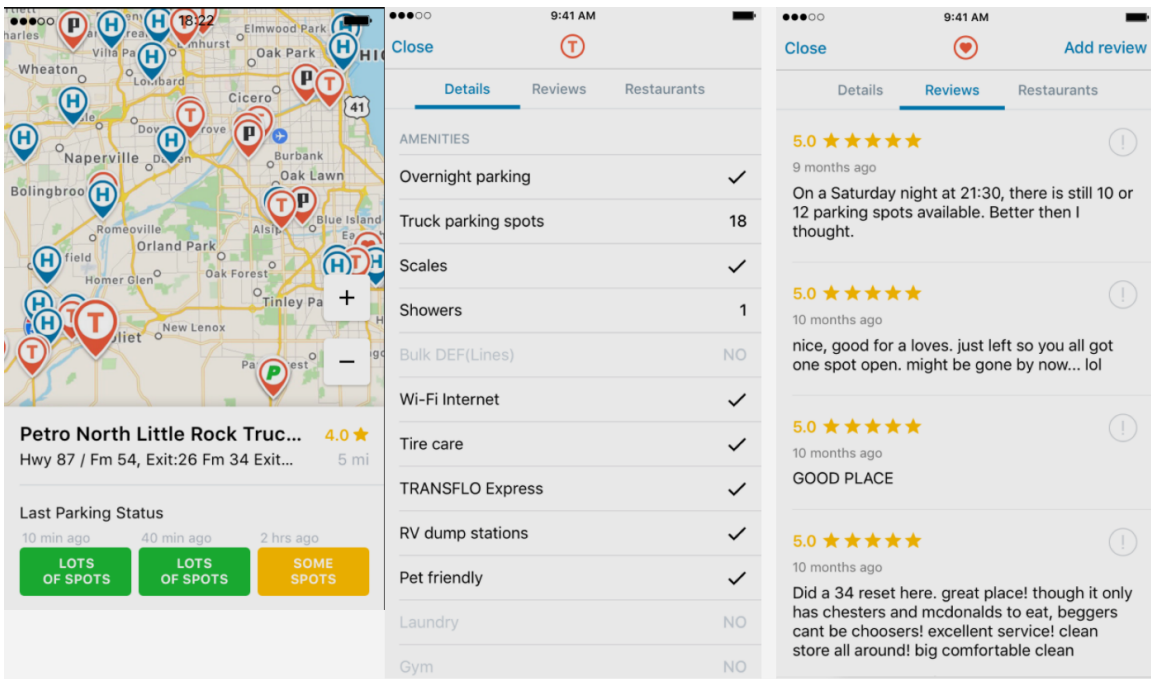 18:22
Elmwood Park
Villa Pa
Oak Park
Wheaton
Lombard
Cicero
41
Naperville
Burbank
Oak Lawn
Bolingbroo
Romeoville
Alsip
Blue Island
Orland Park
Oak Forest
Homer Glen
Tinley Pa
+
New Lenox
−
Petro North Little Rock Truc... 4.0
Hwy 87 / Fm 54, Exit:26 Fm 34 Exit... 5 mi
Last Parking Status
10 min ago 40 min ago 2 hrs ago
LOTS OF SPOTS
LOTS OF SPOTS
SOME SPOTS
9:41 AM
Close T
Details Reviews Restaurants
AMENITIES
Overnight parking
Truck parking spots 18
Scales
Showers 1
Bulk DEF(Lines) NO
Wi-Fi Internet
Tire care
TRANSFLO Express
RV dump stations
Pet friendly
Laundry NO
Gym NO
9:41 AM
Close Add review
Details Reviews Restaurants
5.0
9 months ago
On a Saturday night at 21:30, there is still 10 or
12 parking spots available. Better then I
thought.
5.0
10 months ago
nice, good for a loves. just left so you all got
one spot open. might be gone by now... lol
5.0
10 months ago
GOOD PLACE
5.0
10 months ago
Did a 34 reset here. great place! though it only
has chesters and mcdonalds to eat, beggers
cant be choosers! excellent service! clean
store all around! big comfortable clean